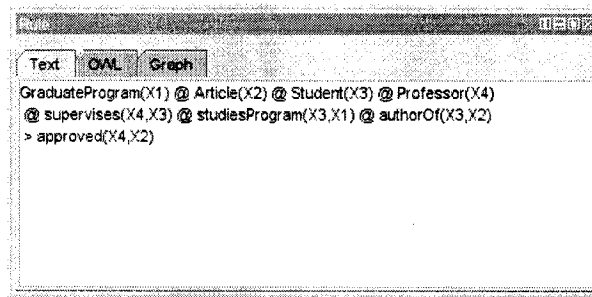 Rule
Text OWL Graph
GraduateProgram(X1) @ Article(X2) @ Student(X3) @ Professor(X4)
@ supervises(X4,X3) @ studiesProgram(X3,X1) @ authorOf(X3,X2)
> approved(X4,X2)